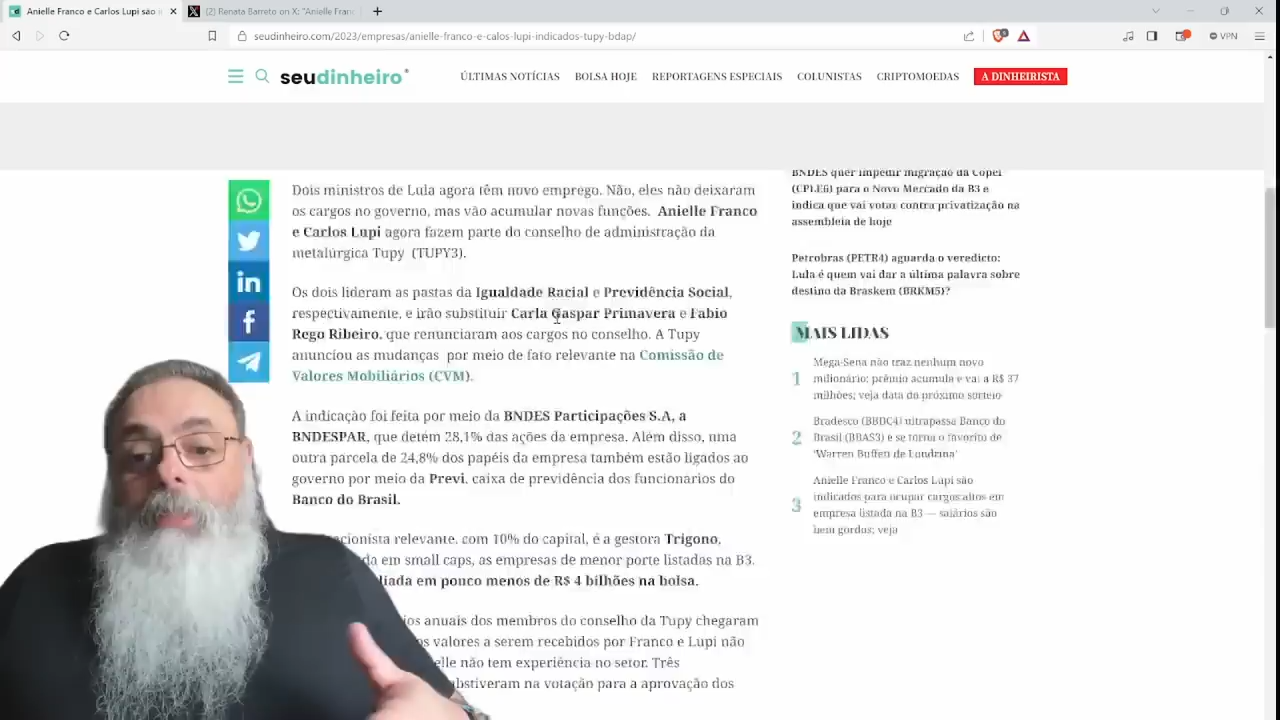 Anielle Franco e Carlos Lupi são i
(2) Renata Barreto on X: "Anielle Fran
seudinheiro.com/2023/empresas/anielle-franco-e-calos-lupi-indicados-tupy-bdap/
VPN
seudinheiro
ÚLTIMAS NOTÍCIAS
BOLSA HOJE
REPORTAGENS ESPECIAIS
COLUNISTAS
CRIPTOMOEDAS
A DINHEIRISTA
Dois ministros de Lula agora têm novo emprego. Não, eles não deixaram
os cargos no governo, mas vão acumular novas funções. Anielle Franco
e Carlos Lupi agora fazem parte do conselho de administração da
metalúrgica Tupy (TUPY3).
Os dois lideram as pastas da Igualdade Racial e Previdência Social,
respectivamente, e irão substituir Carla Gaspar Primavera e Fabio
Rego Ribeiro, que renunciaram aos cargos no conselho. A Tupy
anunciou as mudanças por meio de fato relevante na Comissão de
Valores Mobiliários (CVM).
A indicação foi feita por meio da BNDES Participações S.A, a
BNDESPAR, que detém 28,1% das ações da empresa. Além disso, uma
outra parcela de 24,8% dos papéis da empresa também estão ligados ao
governo por meio da Previ, caixa de previdência dos funcionarios do
Banco do Brasil.
cionista relevante, com 10% do capital, é a gestora Trígono,
da em small caps, as empresas de menor porte listadas na B3.
liada em pouco menos de R$ 4 bilhões na bolsa.
ios anuais dos membros do conselho da Tupy chegaram
os valores a serem recebidos por Franco e Lupi não
elle não tem experiência no setor. Três
bstiveram na votação para a aprovação dos
BNDES quer impedir migração da Copel
(CPLE6) para o Novo Mercado da B3 e
indica que vai votar contra privatização na
assembleia de hoje
Petrobras (PETR4) aguarda o veredicto:
Lula é quem vai dar a última palavra sobre
destino da Braskem (BRKM5)?
MAIS LIDAS
1
Mega-Sena não traz nenhum novo
milionário; prêmio acumula e vai a R$ 37
milhões; veja data do próximo sorteio
2
Bradesco (BBDC4) ultrapassa Banco do
Brasil (BBAS3) e se torna o favorito de
'Warren Buffett de Londrina'
3
Anielle Franco e Carlos Lupi são
indicados para ocupar cargos altos em
empresa listada na B3 — salários são
bem gordos; veja